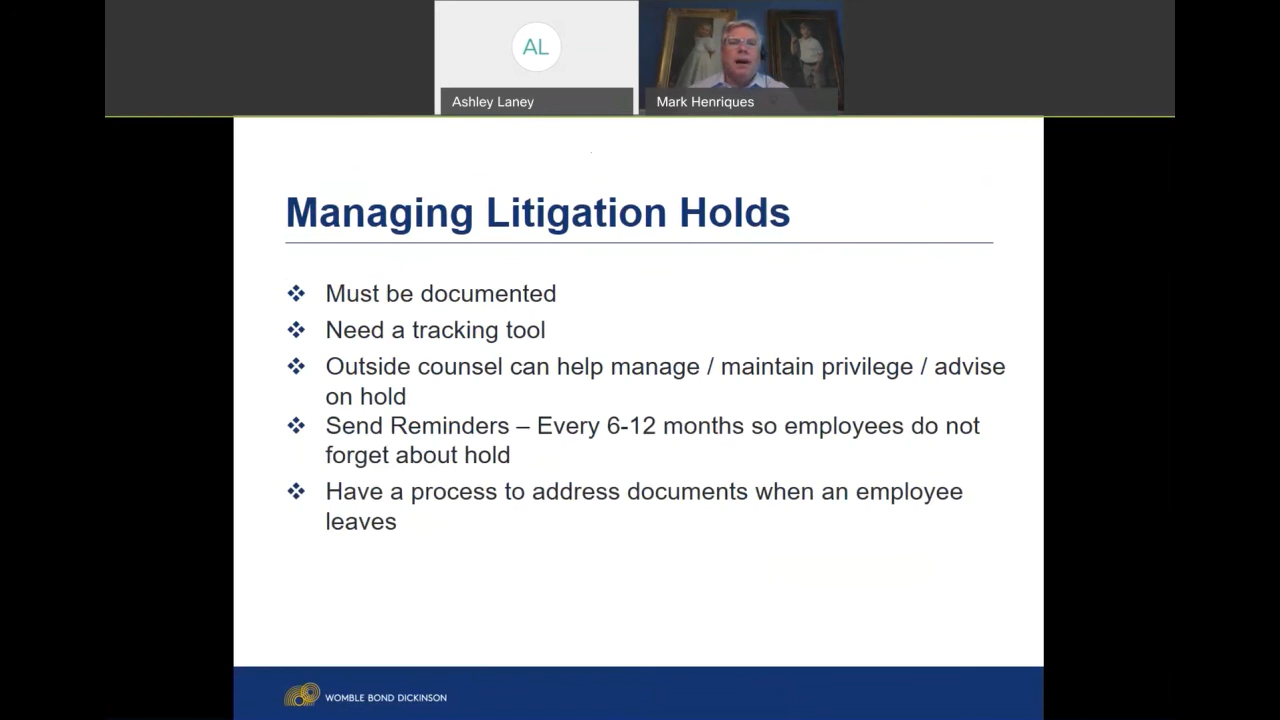 AL
Ashley Laney
Mark Henriques
Managing Litigation Holds
❖ Must be documented
❖ Need a tracking tool
❖ Outside counsel can help manage / maintain privilege / advise
on hold
❖ Send Reminders – Every 6-12 months so employees do not
forget about hold
❖ Have a process to address documents when an employee
leaves
WOMBLE BOND DICKINSON